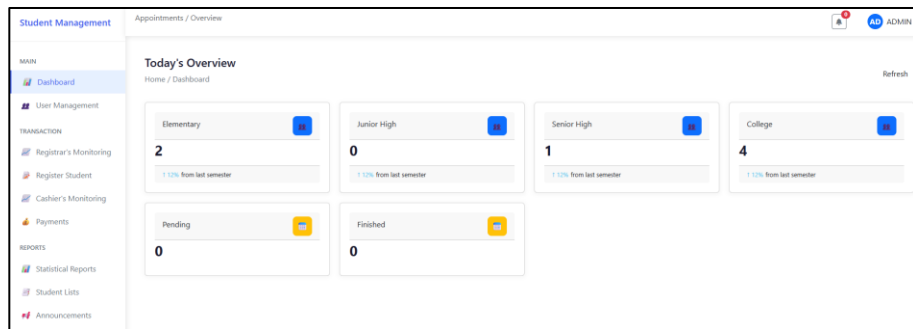 Student Management
Appointments / Overview
0
AD ADMIN
MAIN
Dashboard
User Management
TRANSACTION
Registrar's Monitoring
Register Student
Cashier's Monitoring
Payments
REPORTS
Statistical Reports
Student Lists
Announcements
Today's Overview
Home / Dashboard
Refresh
Elementary
2
↑ 12% from last semester
Junior High
0
↑ 12% from last semester
Senior High
1
↑ 12% from last semester
College
4
↑ 12% from last semester
Pending
0
Finished
0